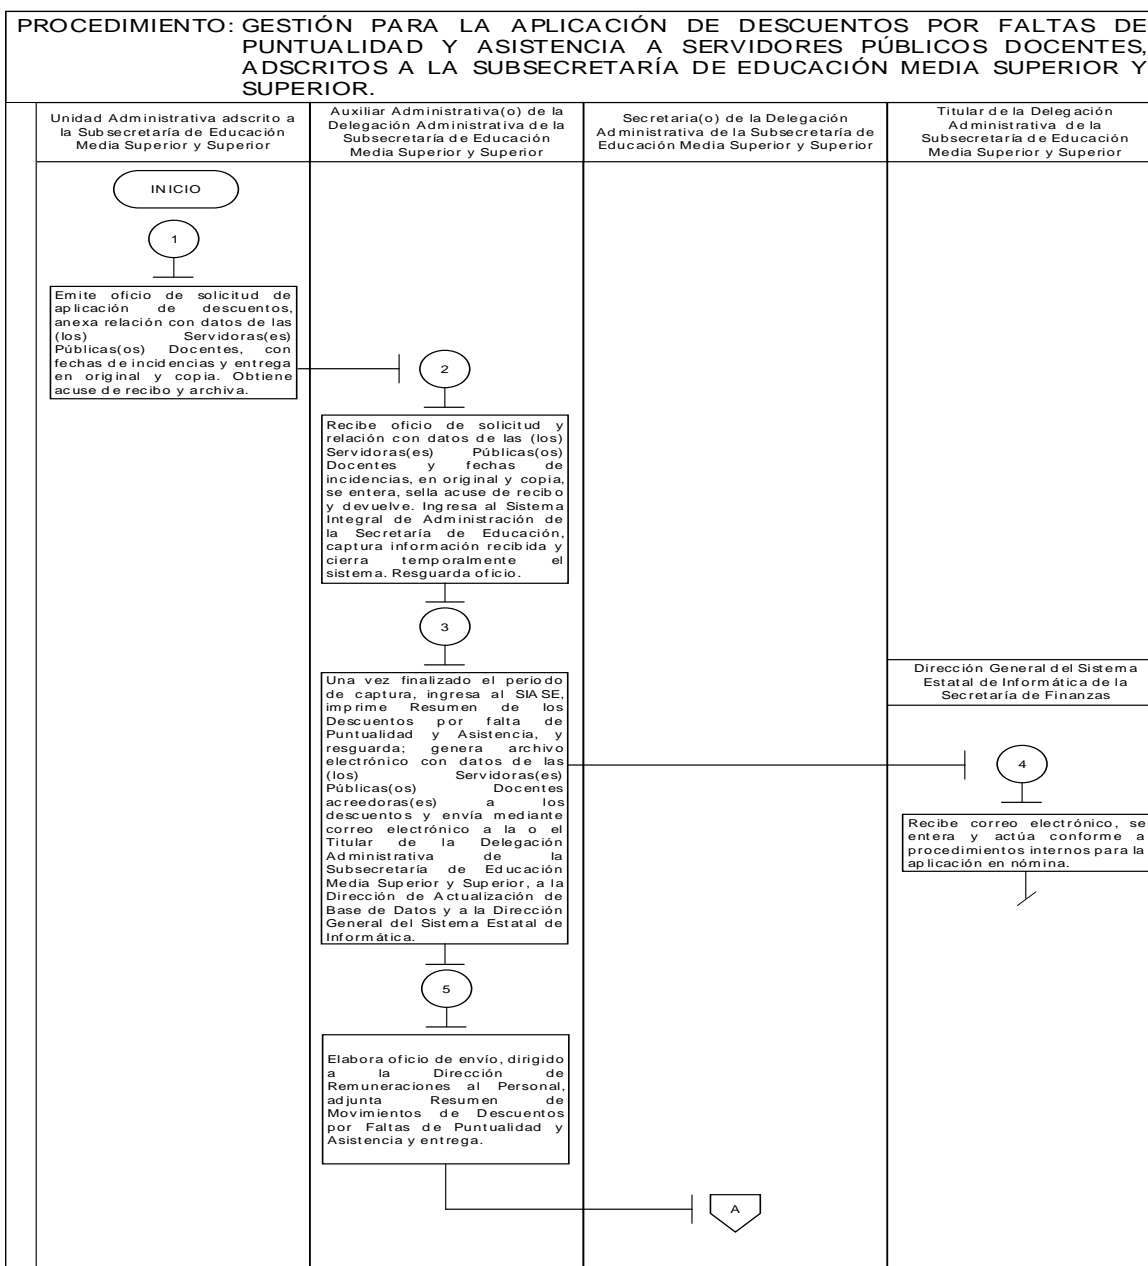 PROCEDIMIENTO: GESTIÓN PARA LA APLICACIÓN DE DESCUENTOS POR FALTAS DE
PUNTUALIDAD Y ASISTENCIA A SERVIDORES PÚBLICOS DOCENTES,
ADSCRITOS A LA SUBSECRETARÍA DE EDUCACIÓN MEDIA SUPERIOR Y
SUPERIOR.
Unidad Administrativa adscrito a
la Subsecretaría de Educación
Media Superior y Superior
Auxiliar Administrativa(o) de la
Delegación Administrativa de la
Subsecretaría de Educación
Media Superior y Superior
Secretaria(o) de la Delegación
Administrativa de la Subsecretaría de
Educación Media Superior y Superior
Titular de la Delegación
Administrativa de la
Subsecretaría de Educación
Media Superior y Superior
INICIO
1
Emite oficio de solicitud de
aplicación de descuentos,
anexa relación con datos de las
(los) Servidoras(es)
Públicas(os) Docentes, con
fechas de incidencias y entrega
en original y copia. Obtiene
acuse de recibo y archiva.
2
Recibe oficio de solicitud y
relación con datos de las (los)
Servidoras(es) Públicas(os)
Docentes y fechas de
incidencias, en original y copia,
se entera, sella acuse de recibo
y devuelve. Ingresa al Sistema
Integral de Administración de
la Secretaría de Educación,
captura información recibida y
cierra temporalmente el
sistema. Resguarda oficio.
3
Una vez finalizado el periodo
de captura, ingresa al SIASE,
imprime Resumen de los
Descuentos por falta de
Puntualidad y Asistencia, y
resguarda; genera archivo
electrónico con datos de las
(los) Servidoras(es)
Públicas(os) Docentes
acreedoras(es) a los
descuentos y envía mediante
correo electrónico a la o el
Titular de la Delegación
Administrativa de la
Subsecretaría de Educación
Media Superior y Superior, a la
Dirección de Actualización de
Base de Datos y a la Dirección
General del Sistema Estatal de
Informática.
Dirección General del Sistema
Estatal de Informática de la
Secretaría de Finanzas
4
Recibe correo electrónico, se
entera y actúa conforme a
procedimientos internos para la
aplicación en nómina.
5
Elabora oficio de envío, dirigido
a la Dirección de
Remuneraciones al Personal,
adjunta Resumen de
Movimientos de Descuentos
por Faltas de Puntualidad y
Asistencia y entrega.
A